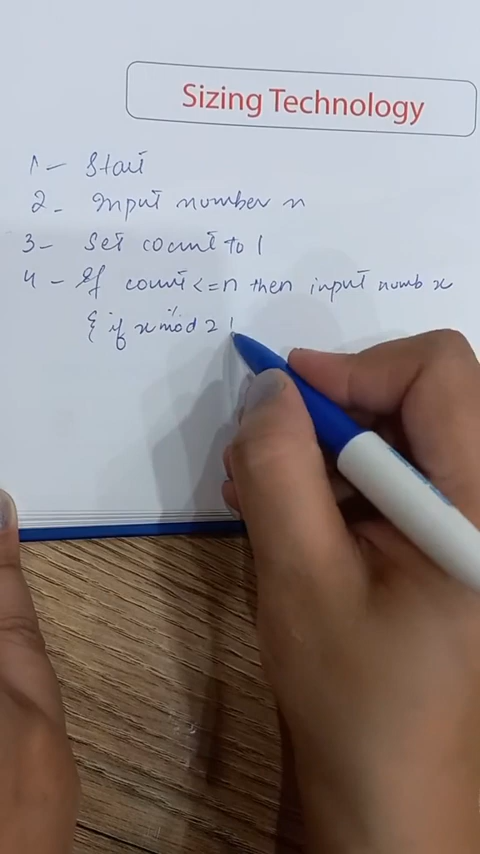 Sizing Technology
1- Start
2- Input number n
3- Set count to 1
4- If count <= n then input numb x
{ if x mod 2 !